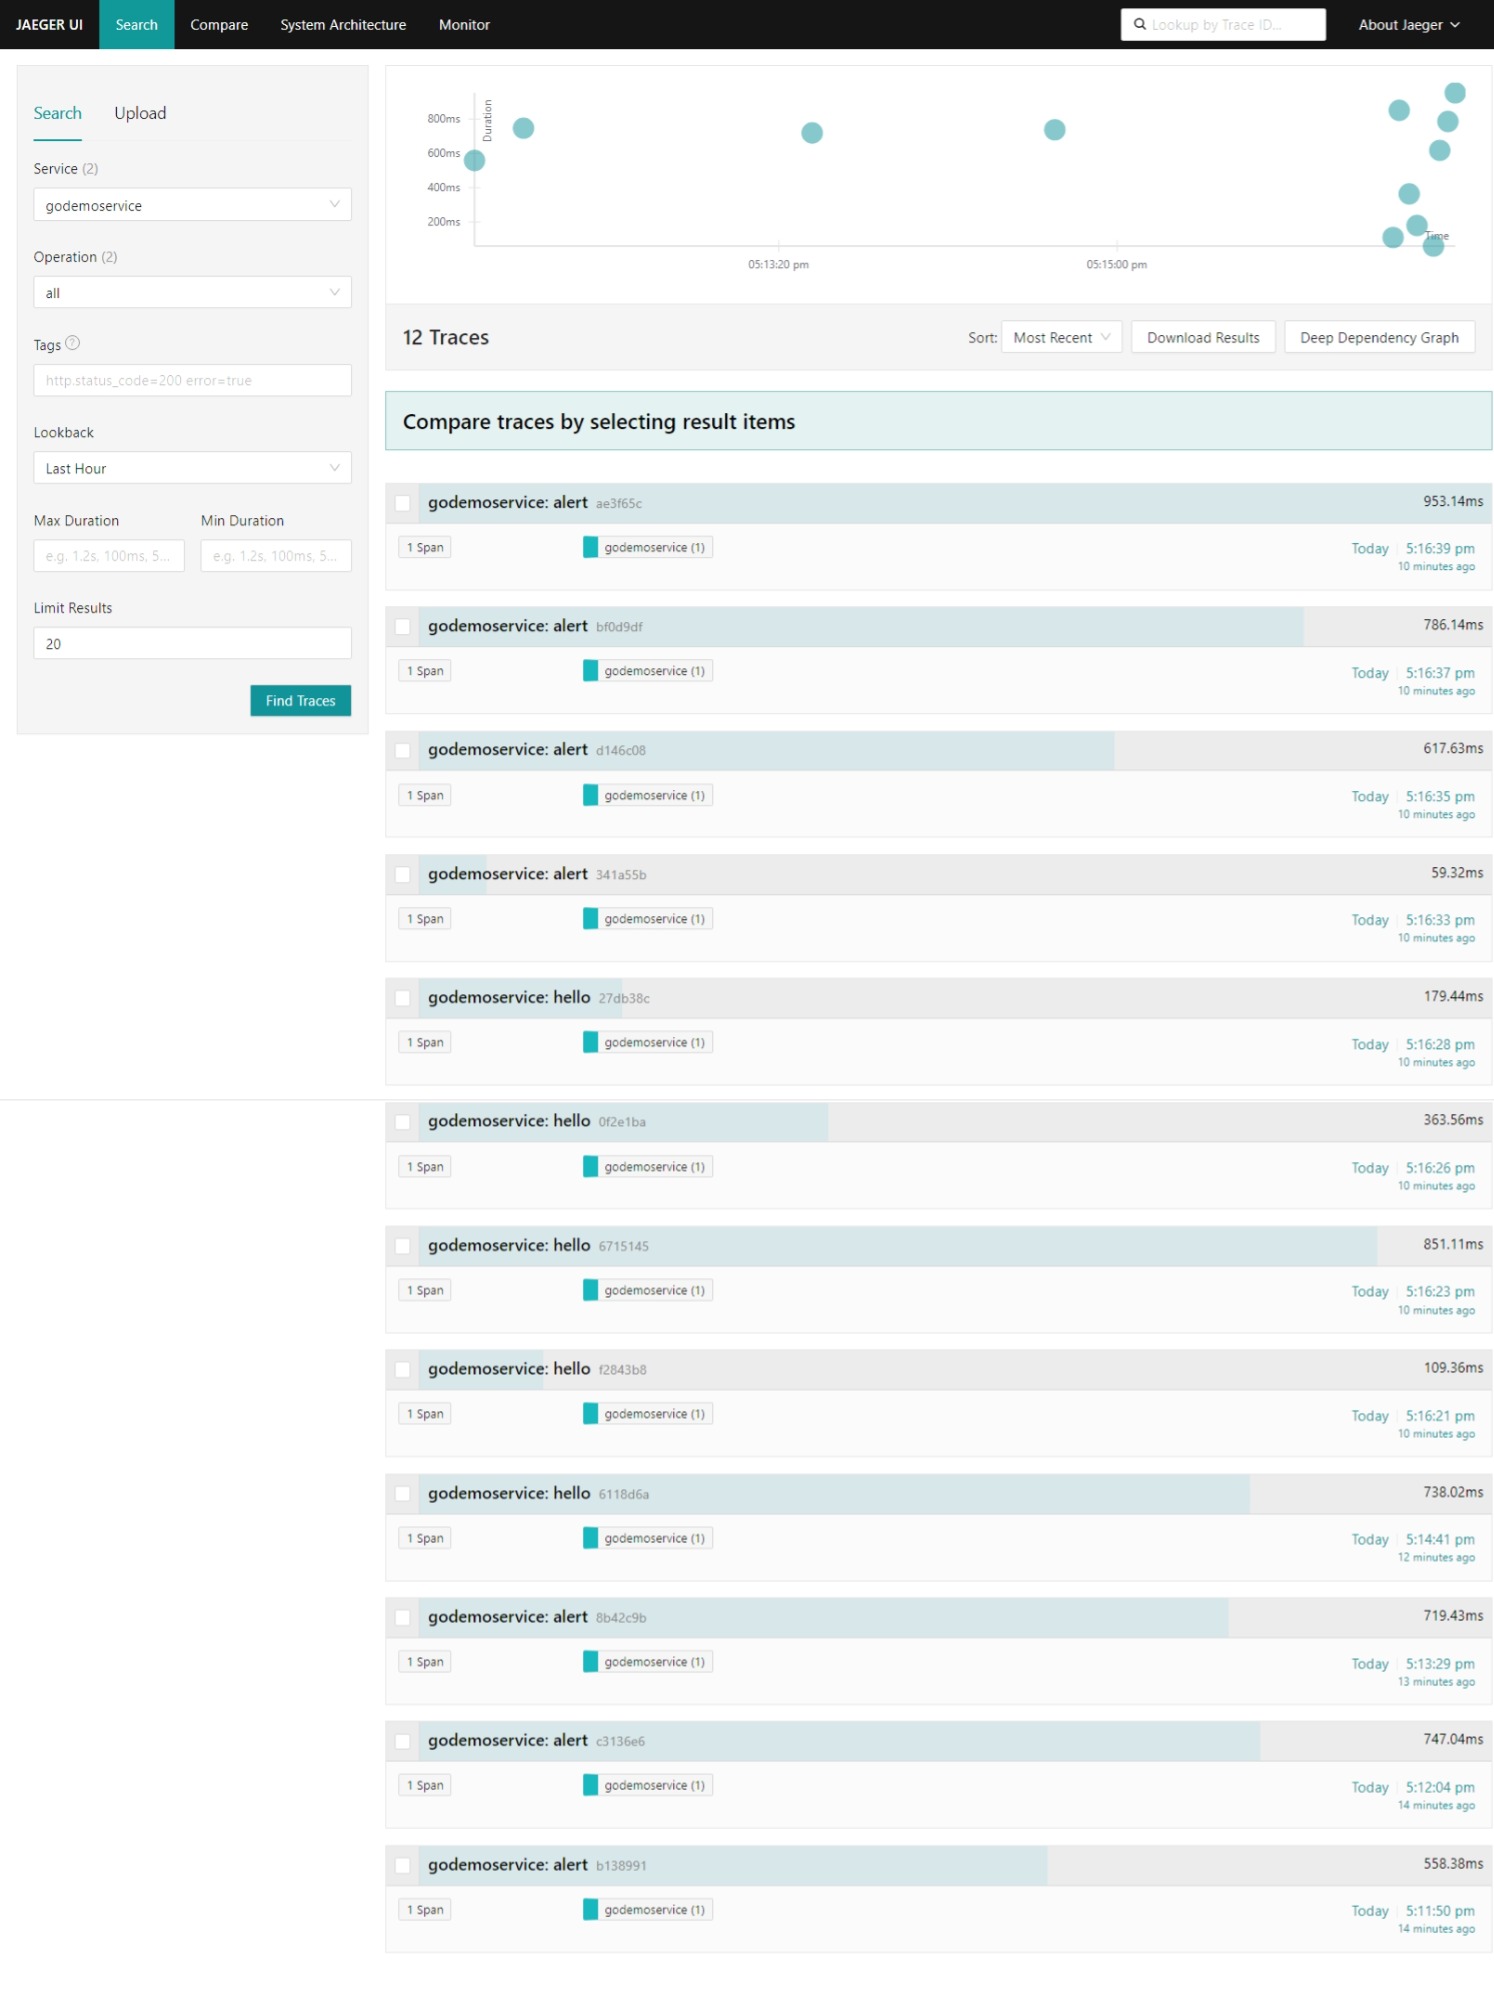 JAEGER UI Search Compare System Architecture Monitor Lookup by Trace ID... About Jaeger
Search Upload
Service (2)
godemoservice
Operation (2)
all
Tags ?
http.status_code=200 error=true
Lookback
Last Hour
Max Duration Min Duration
e.g. 1.2s, 100ms, 5... e.g. 1.2s, 100ms, 5...
Limit Results
20
Find Traces
Duration
800ms
600ms
400ms
200ms
Time
05:13:20 pm 05:15:00 pm
12 Traces Sort: Most Recent Download Results Deep Dependency Graph
Compare traces by selecting result items
godemoservice: alert ae3f65c 953.14ms
1 Span godemoservice (1) Today 5:16:39 pm
10 minutes ago
godemoservice: alert bf0d9df 786.14ms
1 Span godemoservice (1) Today 5:16:37 pm
10 minutes ago
godemoservice: alert d146c08 617.63ms
1 Span godemoservice (1) Today 5:16:35 pm
10 minutes ago
godemoservice: alert 341a55b 59.32ms
1 Span godemoservice (1) Today 5:16:33 pm
10 minutes ago
godemoservice: hello 27db38c 179.44ms
1 Span godemoservice (1) Today 5:16:28 pm
10 minutes ago
godemoservice: hello 0f2e1ba 363.56ms
1 Span godemoservice (1) Today 5:16:26 pm
10 minutes ago
godemoservice: hello 6715145 851.11ms
1 Span godemoservice (1) Today 5:16:23 pm
10 minutes ago
godemoservice: hello f2843b8 109.36ms
1 Span godemoservice (1) Today 5:16:21 pm
10 minutes ago
godemoservice: hello 6118d6a 738.02ms
1 Span godemoservice (1) Today 5:14:41 pm
12 minutes ago
godemoservice: alert 8b42c9b 719.43ms
1 Span godemoservice (1) Today 5:13:29 pm
13 minutes ago
godemoservice: alert c3136e6 747.04ms
1 Span godemoservice (1) Today 5:12:04 pm
14 minutes ago
godemoservice: alert b138991 558.38ms
1 Span godemoservice (1) Today 5:11:50 pm
14 minutes ago